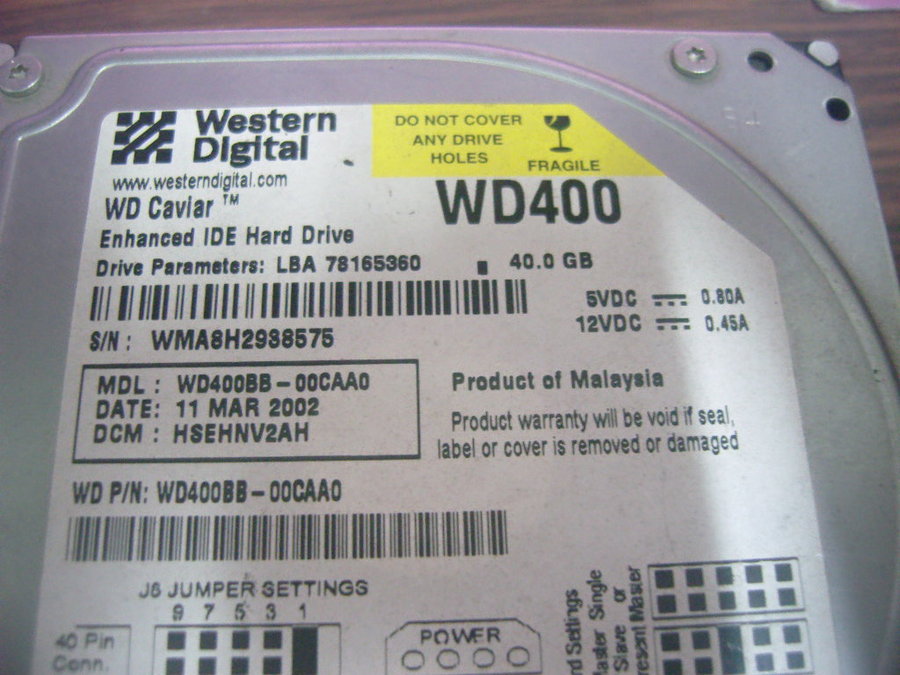 Western
Digital
DO NOT COVER
ANY DRIVE
HOLES
FRAGILE
www.westerndigital.com
WD Caviar ™
WD400
Enhanced IDE Hard Drive
Drive Parameters: LBA 78165360 40.0 GB
5VDC 0.80A
12VDC 0.45A
S/N: WMA8H2938575
MDL: WD400BB-00CAA0
DATE: 11 MAR 2002
DCM: HSEHNV2AH
Product of Malaysia
Product warranty will be void if seal,
label or cover is removed or damaged
WD P/N: WD400BB-00CAA0
J8 JUMPER SETTINGS
9 7 5 3 1
40 Pin
Conn.
POWER
Settings
Single
Slave or
Master